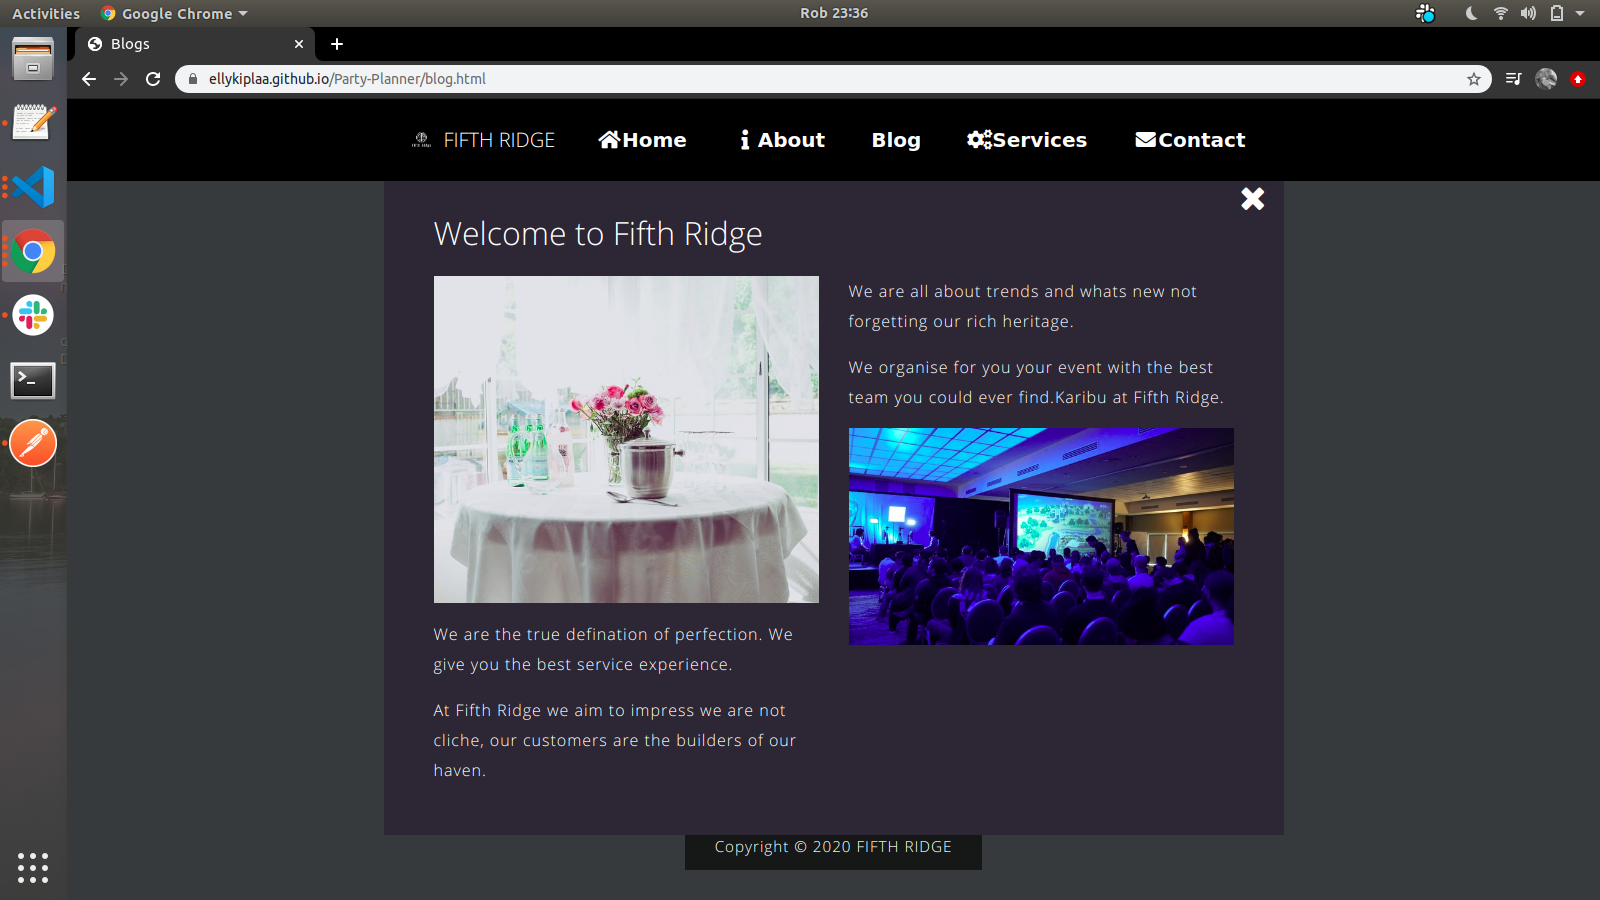 Activities
Google Chrome
Rob 23:36
Blogs
ellykiplaa.github.io/Party-Planner/blog.html
FIFTH RIDGE
Home
About
Blog
Services
Contact
Welcome to Fifth Ridge
We are the true defination of perfection. We
give you the best service experience.
At Fifth Ridge we aim to impress we are not
cliche, our customers are the builders of our
haven.
We are all about trends and whats new not
forgetting our rich heritage.
We organise for you your event with the best
team you could ever find.Karibu at Fifth Ridge.
Copyright © 2020 FIFTH RIDGE